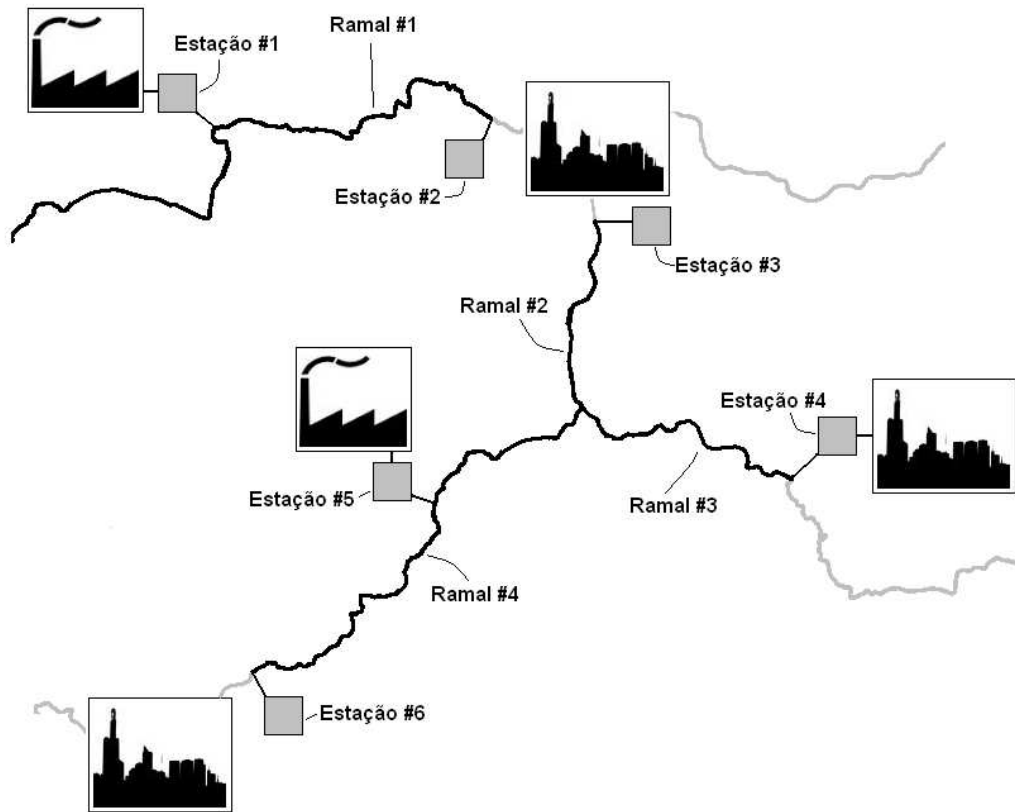 Ramal #1
Estação #1
Estação #2
Estação #3
Ramal #2
Estação #4
Estação #5
Ramal #3
Ramal #4
Estação #6